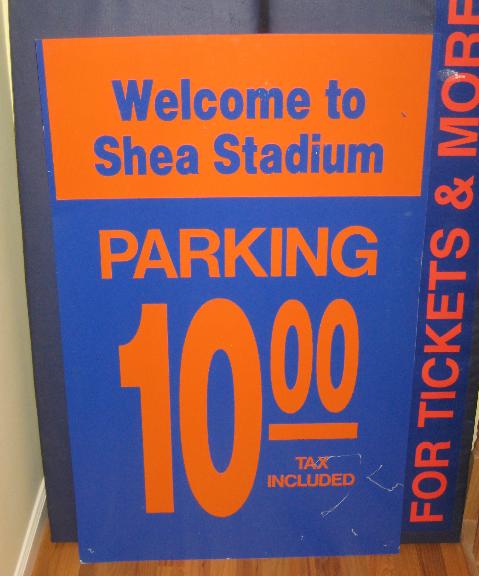 Welcome to
Shea Stadium
PARKING
10.00
TAX
INCLUDED
FOR TICKETS & MORE